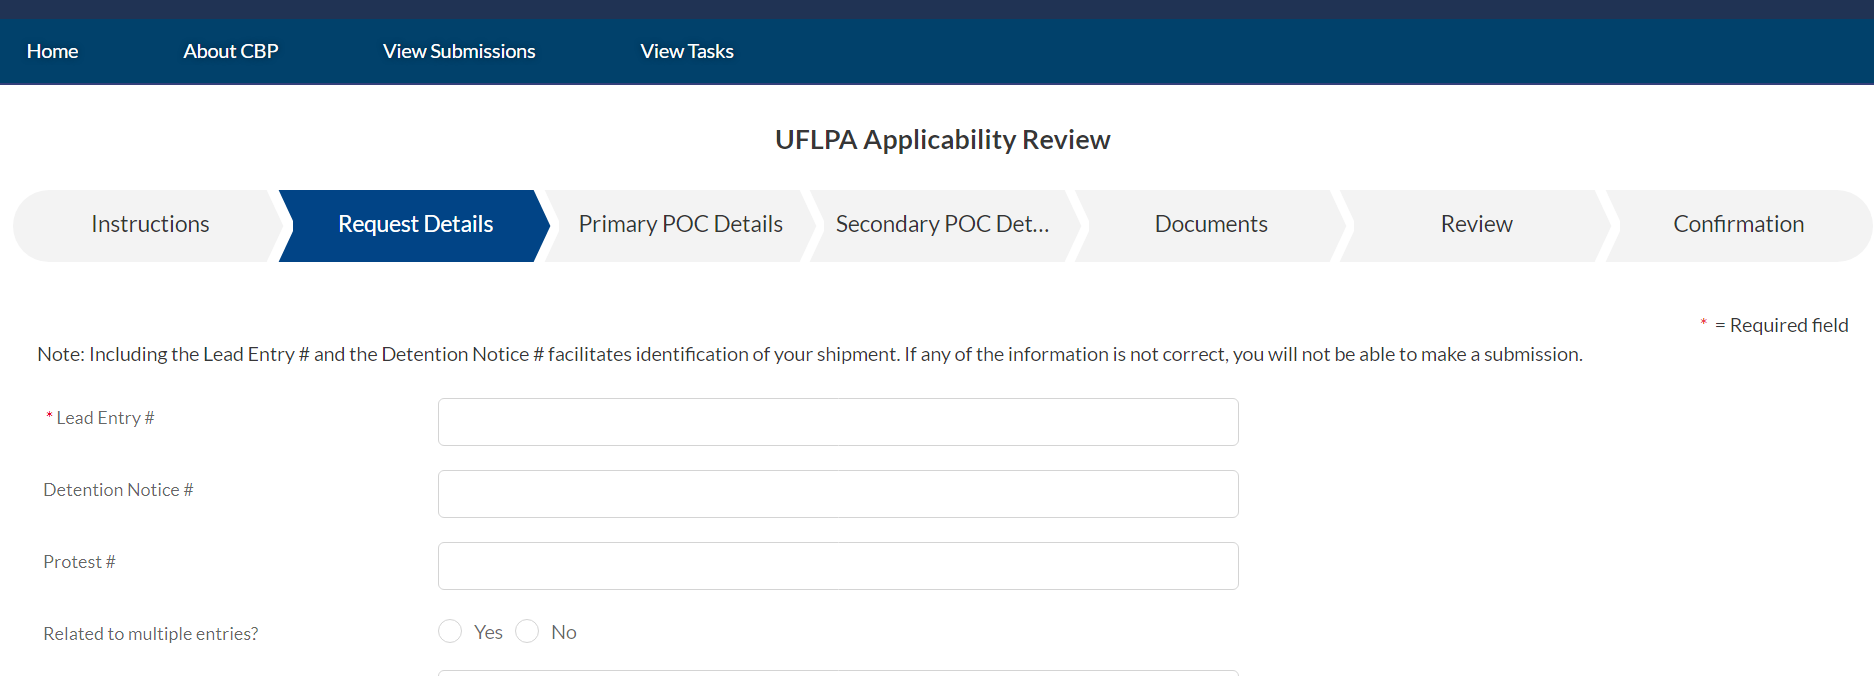 Home About CBP View Submissions View Tasks
UFLPA Applicability Review
Instructions Request Details Primary POC Details Secondary POC Det... Documents Review Confirmation
* = Required field
Note: Including the Lead Entry # and the Detention Notice # facilitates identification of your shipment. If any of the information is not correct, you will not be able to make a submission.
* Lead Entry #
Detention Notice #
Protest #
Related to multiple entries? Yes No